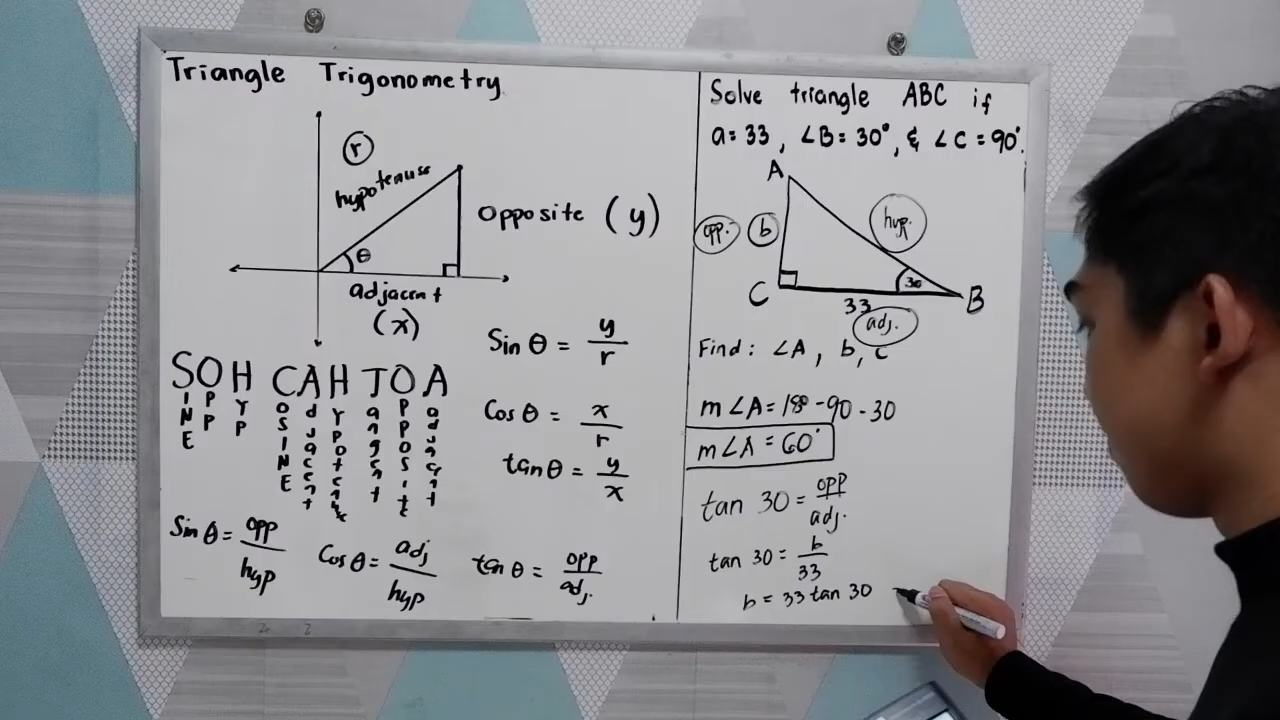 Triangle Trigonometry
r
hypotenuse
Opposite (y)
θ
adjacent
(x)
SOH CAH TOA
SINE OPP HYP COSINE adjacent hypotenuse tangent opposite adjacent
Sin θ = y/r
Cos θ = x/r
tan θ = y/x
Sin θ = opp/hyp
Cos θ = adj/hyp
tan θ = opp/adj.
Solve triangle ABC if
a = 33, ∠B = 30°, & ∠C = 90°.
A
opp. b hyp.
C 30 B
33
adj.
Find: ∠A, b, c
m∠A = 180 - 90 - 30
m∠A = 60°
tan 30 = opp/adj.
tan 30 = b/33
b = 33 tan 30